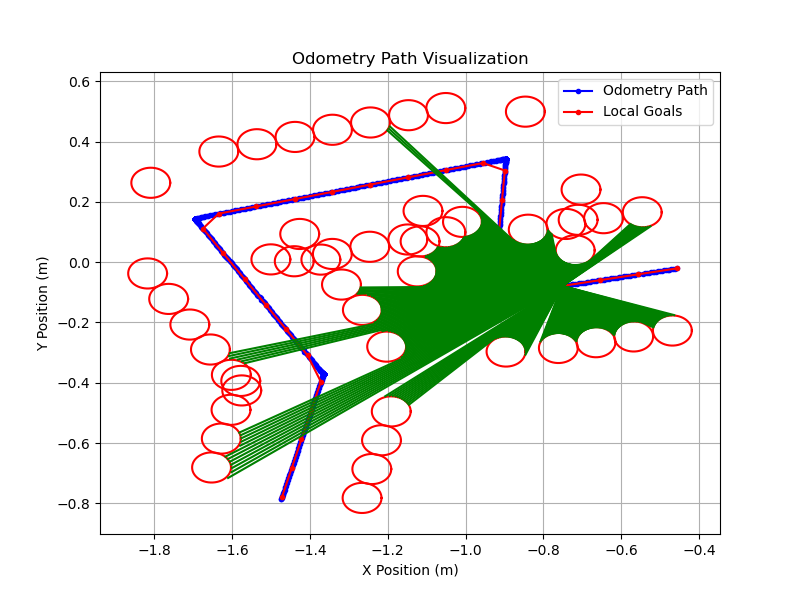 Odometry Path Visualization
Odometry Path
Local Goals
Y Position (m)
0.6
0.4
0.2
0.0
−0.2
−0.4
−0.6
−0.8
−1.8 −1.6 −1.4 −1.2 −1.0 −0.8 −0.6 −0.4
X Position (m)